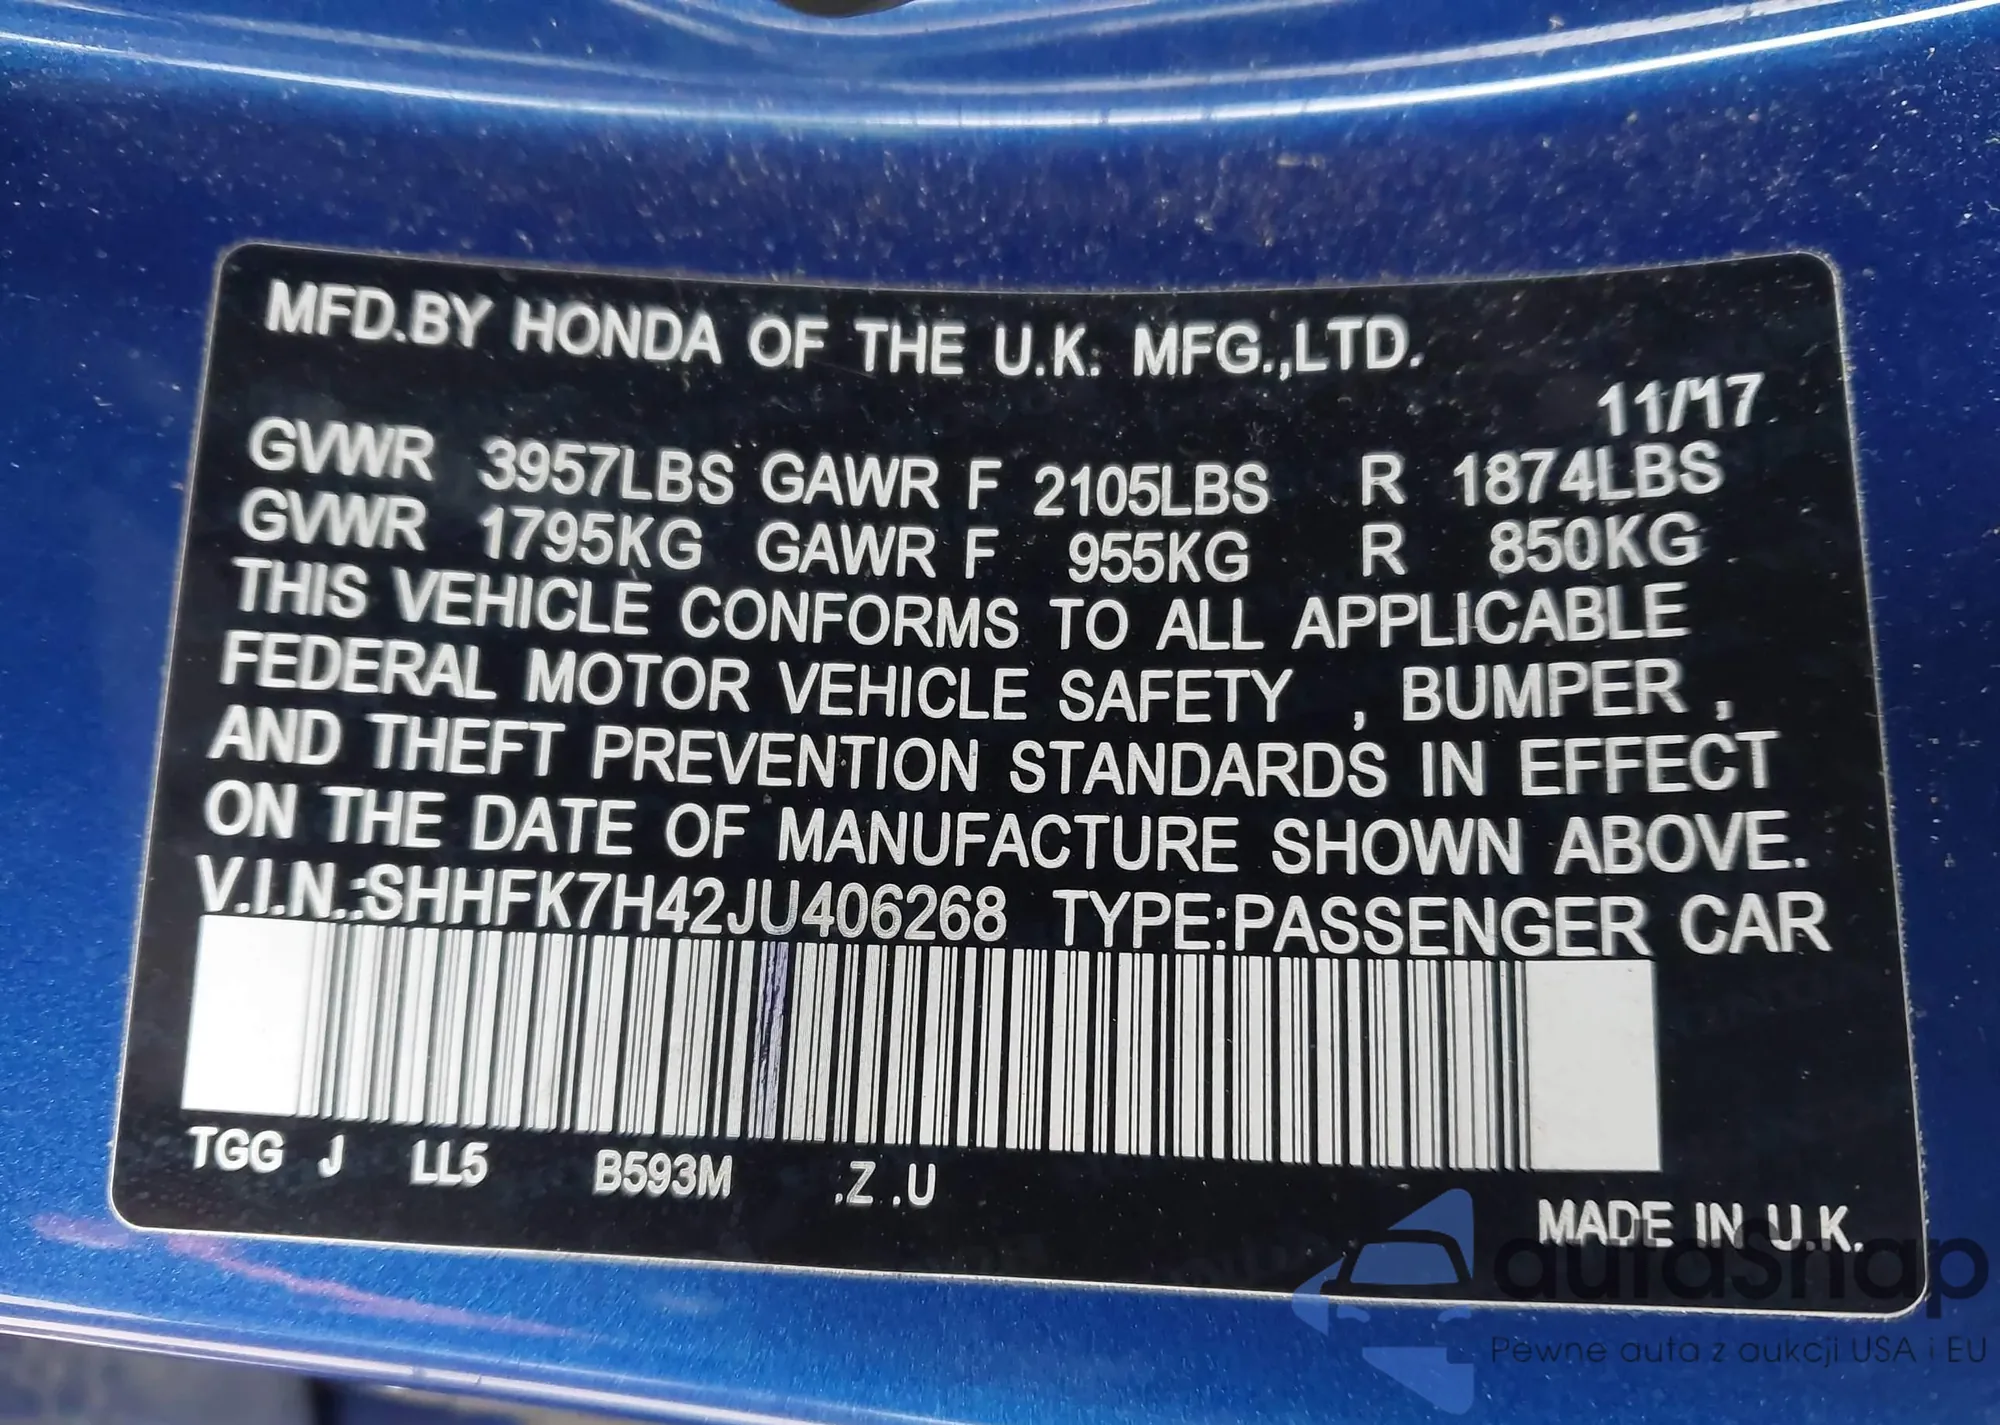 MFD.BY HONDA OF THE U.K. MFG.,LTD.
11/17
GVWR 3957LBS GAWR F 2105LBS R 1874LBS
GVWR 1795KG GAWR F 955KG R 850KG
THIS VEHICLE CONFORMS TO ALL APPLICABLE
FEDERAL MOTOR VEHICLE SAFETY , BUMPER ,
AND THEFT PREVENTION STANDARDS IN EFFECT
ON THE DATE OF MANUFACTURE SHOWN ABOVE.
V.I.N.:SHHFK7H42JU406268 TYPE:PASSENGER CAR
TGG J LL5 B593M .Z .U
MADE IN U.K.
autaSnap
Pewne auta z aukcji USA i EU